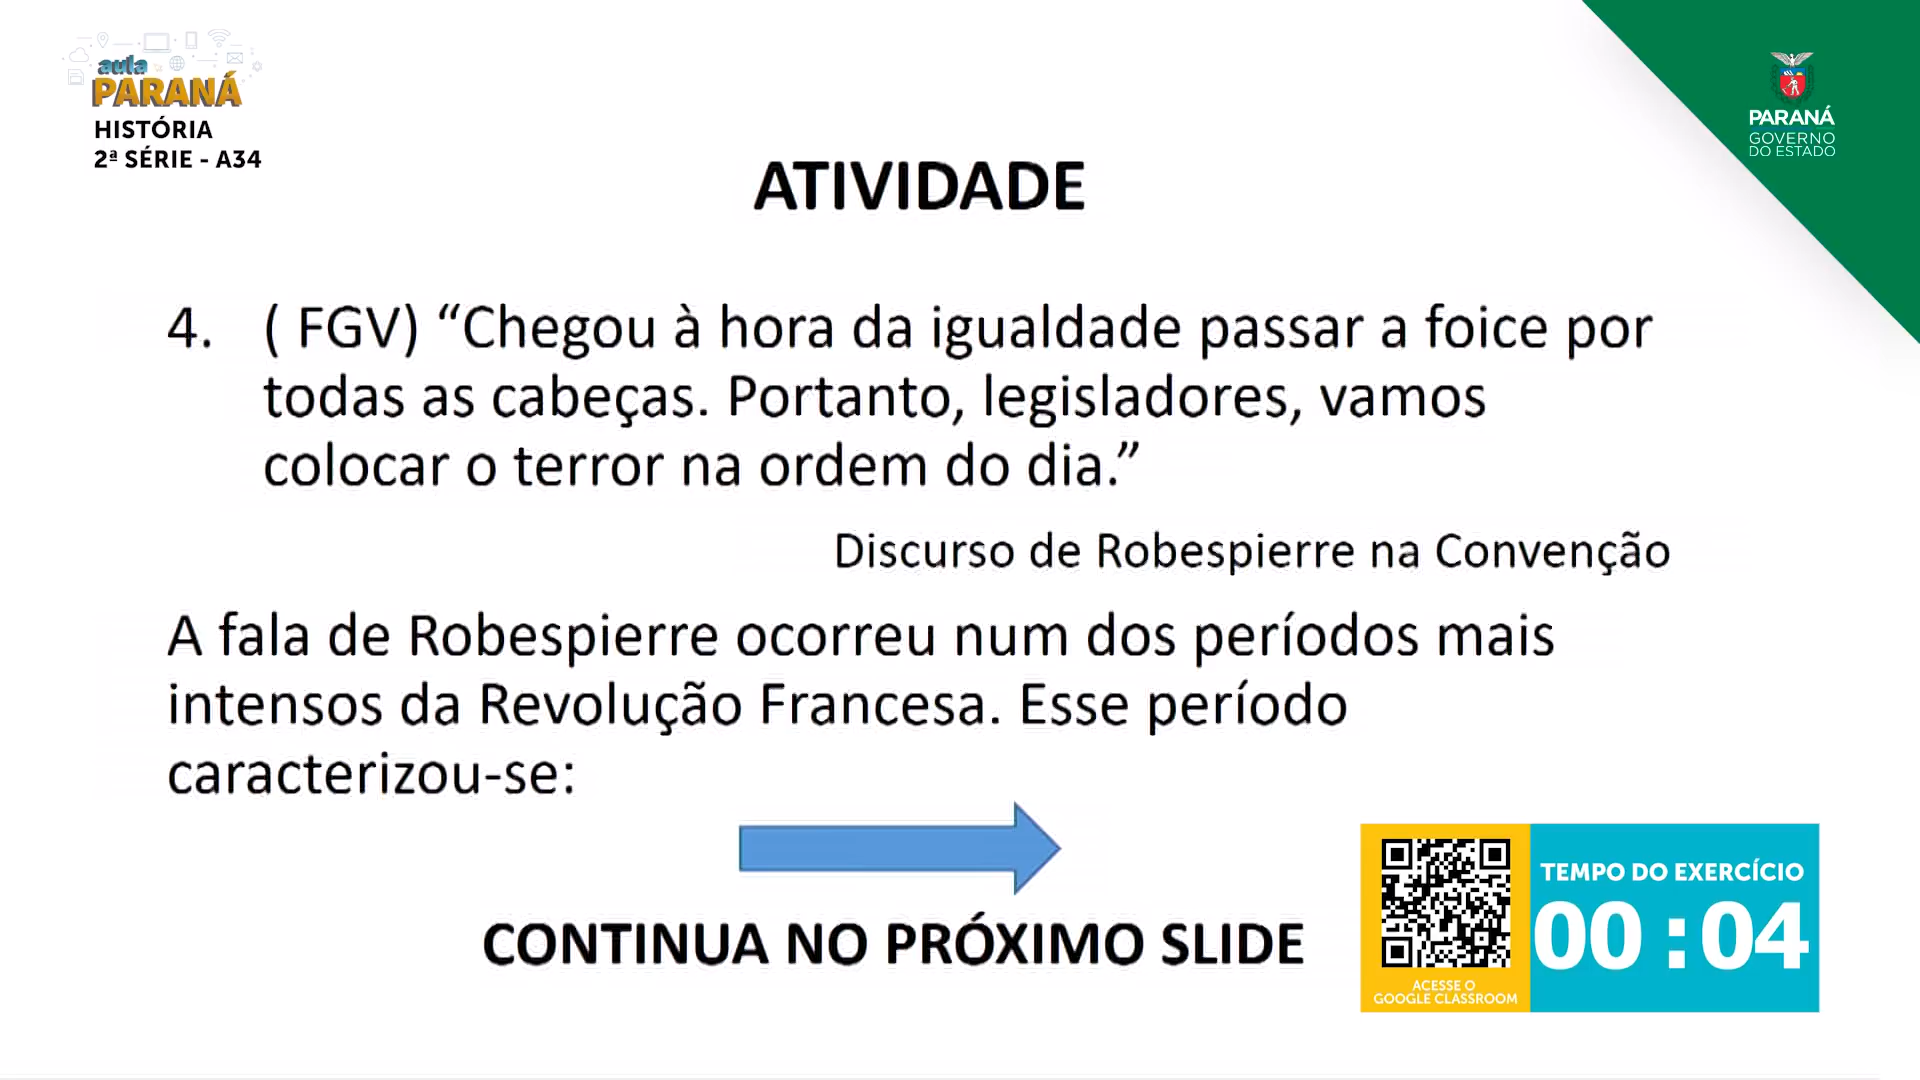 aula
PARANÁ
HISTÓRIA
2ª SÉRIE - A34
PARANÁ
GOVERNO
DO ESTADO
ATIVIDADE
4. ( FGV) “Chegou à hora da igualdade passar a foice por
todas as cabeças. Portanto, legisladores, vamos
colocar o terror na ordem do dia.”
Discurso de Robespierre na Convenção
A fala de Robespierre ocorreu num dos períodos mais
intensos da Revolução Francesa. Esse período
caracterizou-se:
CONTINUA NO PRÓXIMO SLIDE
TEMPO DO EXERCÍCIO
00 : 04
ACESSE O
GOOGLE CLASSROOM